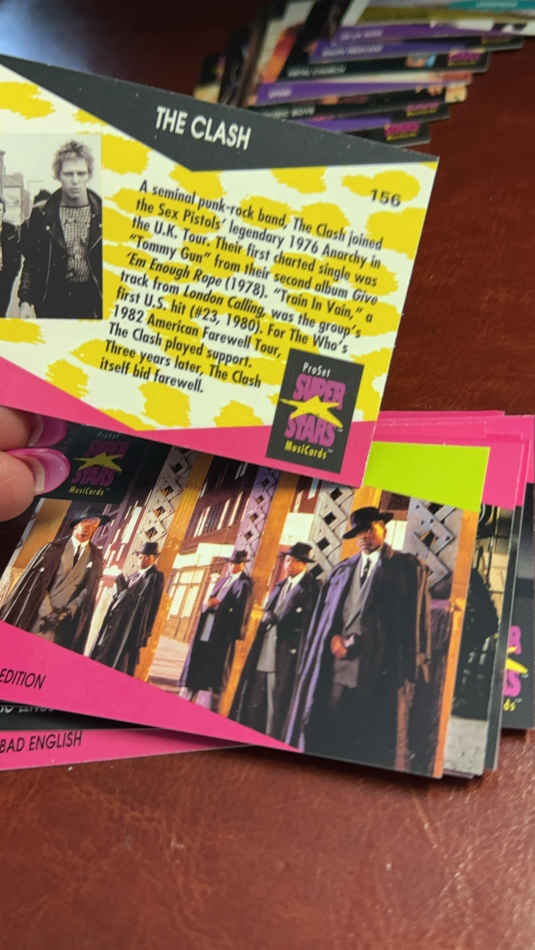 THE CLASH
156
A seminal punk-rock band, The Clash joined
the Sex Pistols' legendary 1976 Anarchy in
the U.K. Tour. Their first charted single was
"Tommy Gun" from their second album Give
'Em Enough Rope (1978). "Train In Vain," a
track from London Calling, was the group's
first U.S. hit (#23, 1980). For The Who's
1982 American Farewell Tour,
The Clash played support.
Three years later, The Clash
itself bid farewell.
ProSet
SUPER
STARS
MusiCards™
ProSet
SUPER
STARS
MusiCards™
EDITION
BAD ENGLISH